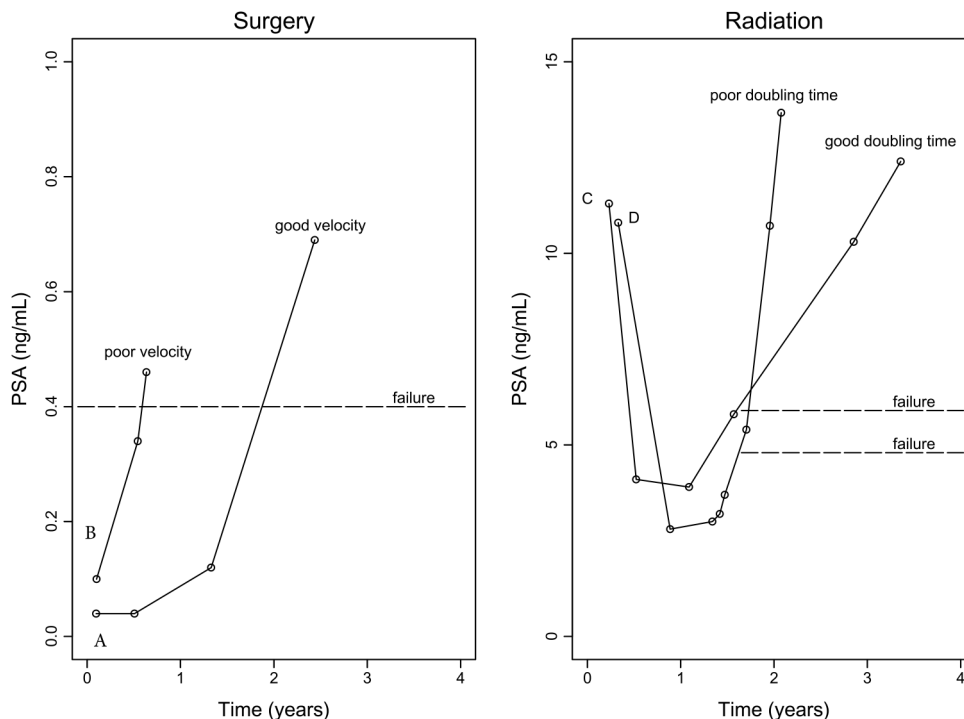 Surgery
1.0
0.8
0.6
0.4
0.2
0.0
PSA (ng/mL)
good velocity
poor velocity
failure
B
A
0 1 2 3 4
Time (years)
Radiation
15
10
5
0
PSA (ng/mL)
poor doubling time
good doubling time
C
D
failure
failure
0 1 2 3 4
Time (years)